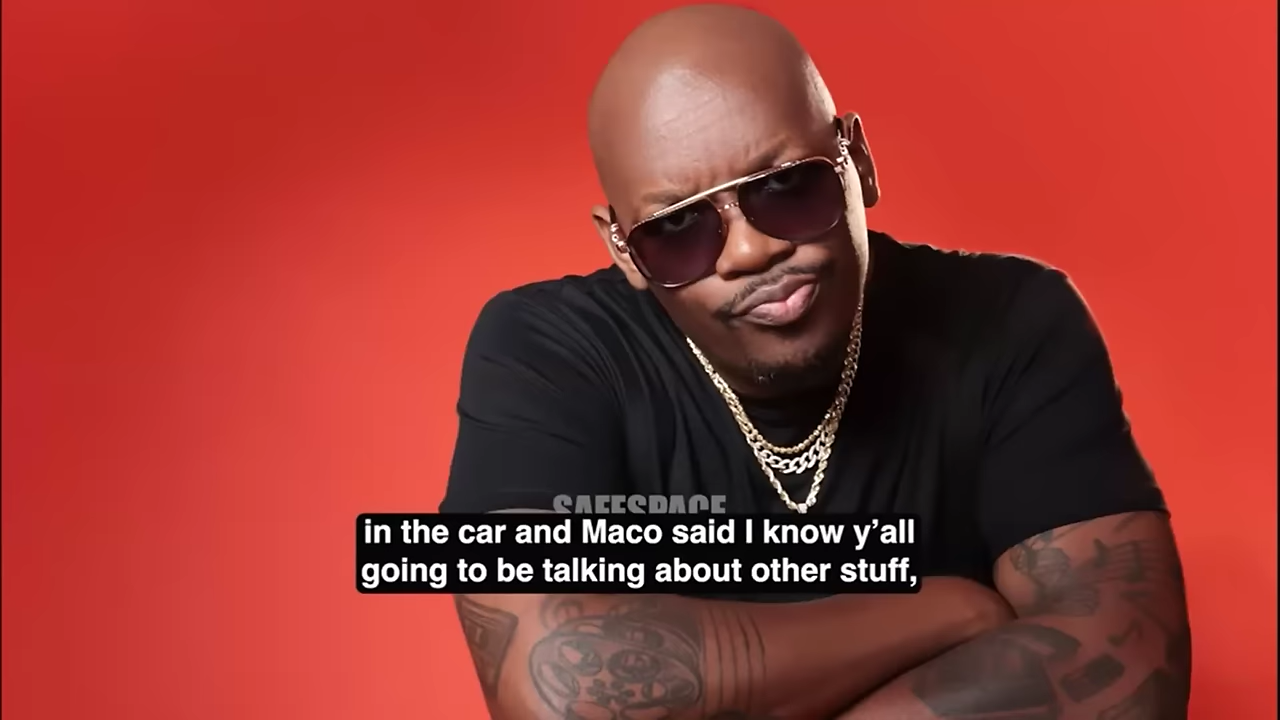 SAFESPACE
in the car and Maco said I know y’all
going to be talking about other stuff,